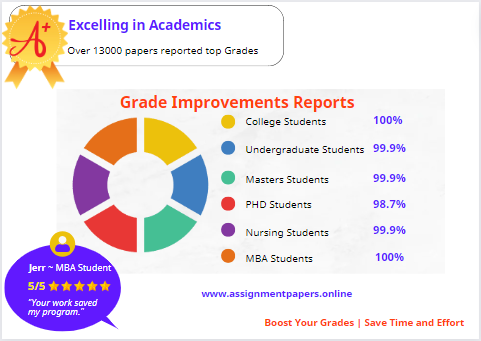 A+
Excelling in Academics
Over 13000 papers reported top Grades
Grade Improvements Reports
College Students 100%
Undergraduate Students 99.9%
Masters Students 99.9%
PHD Students 98.7%
Nursing Students 99.9%
MBA Students 100%
Jerr ~ MBA Student
5/5
"Your work saved
my program."
www.assignmentpapers.online
Boost Your Grades | Save Time and Effort